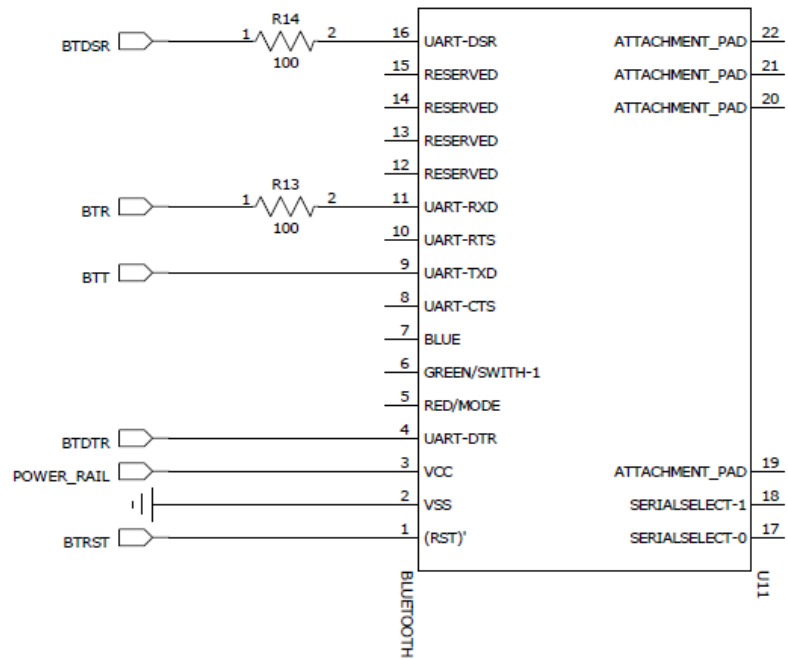 R14
BTDSR 1 2 16 UART-DSR ATTACHMENT_PAD 22
100
15 RESERVED ATTACHMENT_PAD 21
14 RESERVED ATTACHMENT_PAD 20
13 RESERVED
12 RESERVED
R13
BTR 1 2 11 UART-RXD
100
10 UART-RTS
BTT 9 UART-TXD
8 UART-CTS
7 BLUE
6 GREEN/SWITH-1
5 RED/MODE
BTDTR 4 UART-DTR
POWER_RAIL 3 VCC ATTACHMENT_PAD 19
2 VSS SERIALSELECT-1 18
BTRST 1 (RST)' SERIALSELECT-0 17
BLUETOOTH
U11